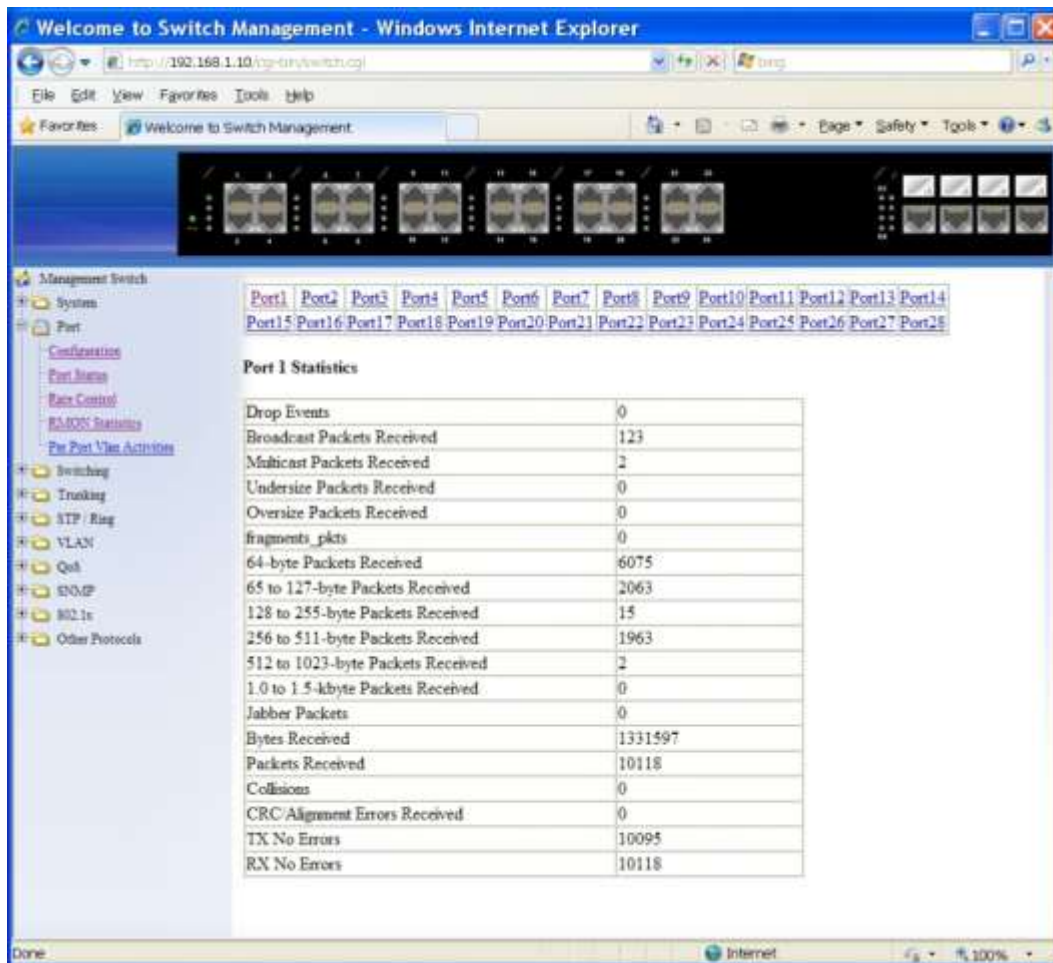 Welcome to Switch Management - Windows Internet Explorer
http://192.168.1.10/cgi-bin/switch.cgi
bing
File Edit View Favorites Tools Help
Favorites Welcome to Switch Management Page Safety Tools
Management Switch
System
Port
Configuration
Port Status
Rate Control
RMON Statistics
Per Port Vlan Activities
Switching
Trunking
STP / Ring
VLAN
QoS
SNMP
802.1x
Other Protocols
Port1 Port2 Port3 Port4 Port5 Port6 Port7 Port8 Port9 Port10 Port11 Port12 Port13 Port14
Port15 Port16 Port17 Port18 Port19 Port20 Port21 Port22 Port23 Port24 Port25 Port26 Port27 Port28
Port 1 Statistics
Drop Events 0
Broadcast Packets Received 123
Multicast Packets Received 2
Undersize Packets Received 0
Oversize Packets Received 0
fragments_pkts 0
64-byte Packets Received 6075
65 to 127-byte Packets Received 2063
128 to 255-byte Packets Received 15
256 to 511-byte Packets Received 1963
512 to 1023-byte Packets Received 2
1.0 to 1.5-kbyte Packets Received 0
Jabber Packets 0
Bytes Received 1331597
Packets Received 10118
Collisions 0
CRC/Alignment Errors Received 0
TX No Errors 10095
RX No Errors 10118
Done Internet 100%